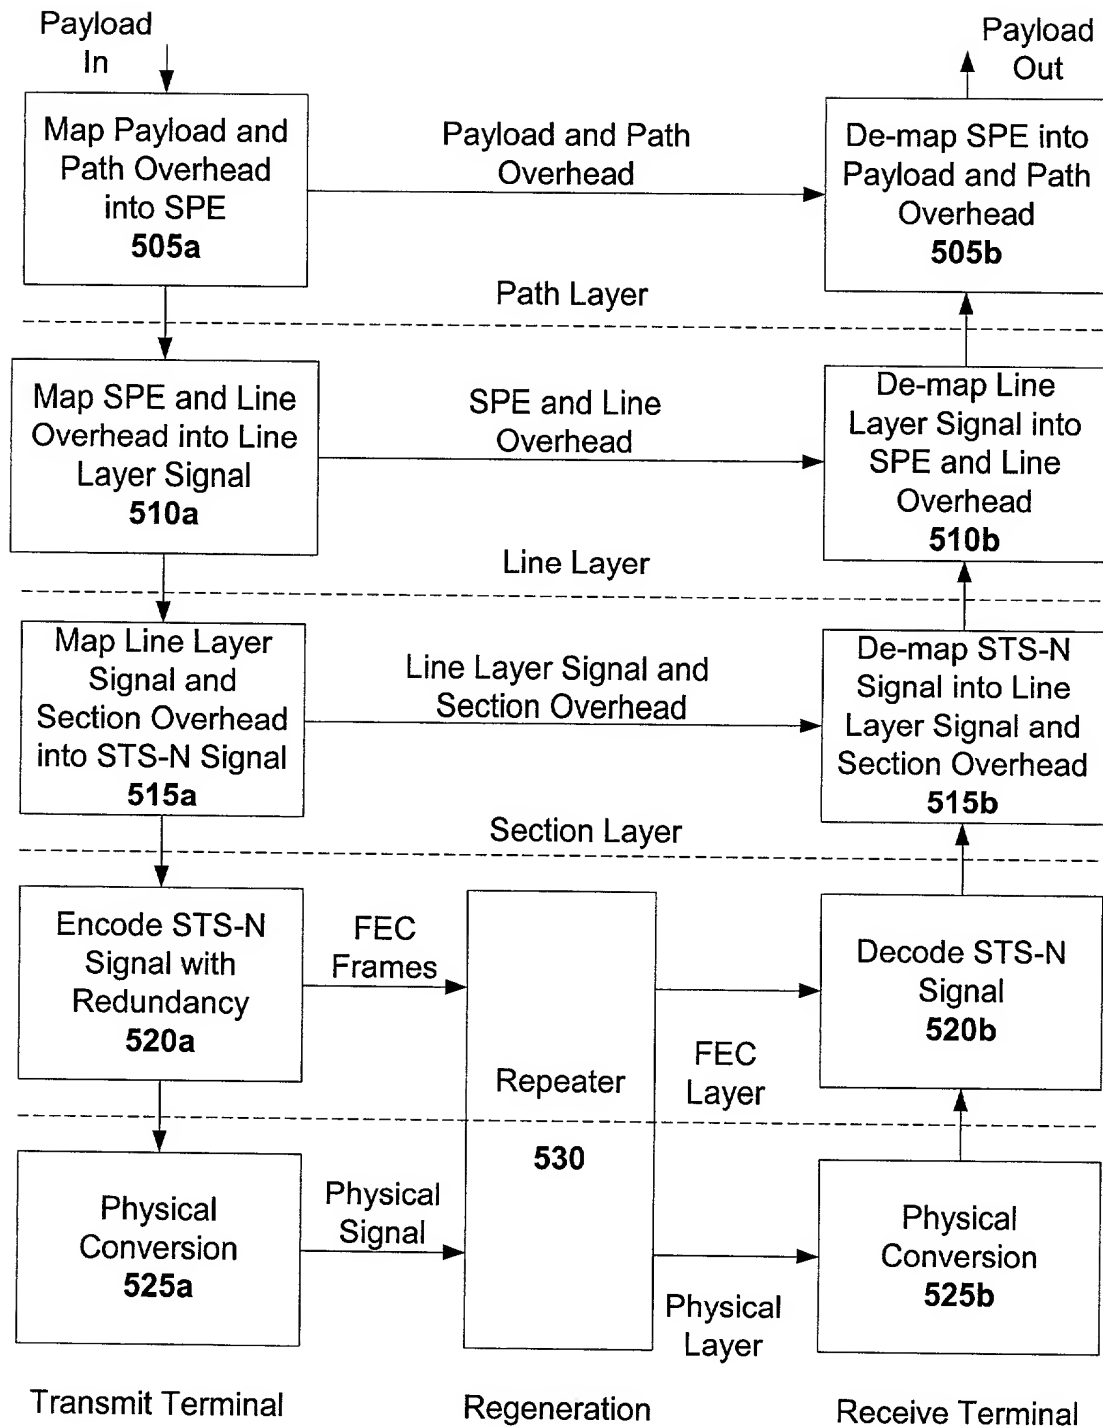 Payload
In
Payload
Out
Map Payload and
Path Overhead
into SPE
505a
Payload and Path
Overhead
De-map SPE into
Payload and Path
Overhead
505b
Path Layer
Map SPE and Line
Overhead into Line
Layer Signal
510a
SPE and Line
Overhead
De-map Line
Layer Signal into
SPE and Line
Overhead
510b
Line Layer
Map Line Layer
Signal and
Section Overhead
into STS-N Signal
515a
Line Layer Signal and
Section Overhead
De-map STS-N
Signal into Line
Layer Signal and
Section Overhead
515b
Section Layer
Encode STS-N
Signal with
Redundancy
520a
FEC
Frames
Repeater
530
FEC
Layer
Decode STS-N
Signal
520b
Physical
Conversion
525a
Physical
Signal
Physical
Layer
Physical
Conversion
525b
Transmit Terminal
Regeneration
Receive Terminal